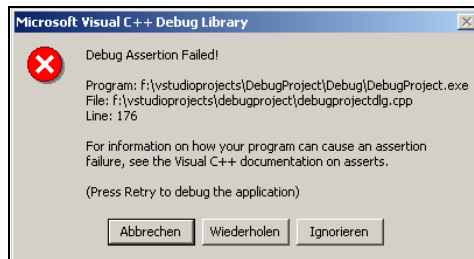 Microsoft Visual C++ Debug Library
Debug Assertion Failed!
Program: f:\vstudioprojects\DebugProject\Debug\DebugProject.exe
File: f:\vstudioprojects\debugproject\debugprojectdlg.cpp
Line: 176
For information on how your program can cause an assertion
failure, see the Visual C++ documentation on asserts.
(Press Retry to debug the application)
Abbrechen Wiederholen Ignorieren